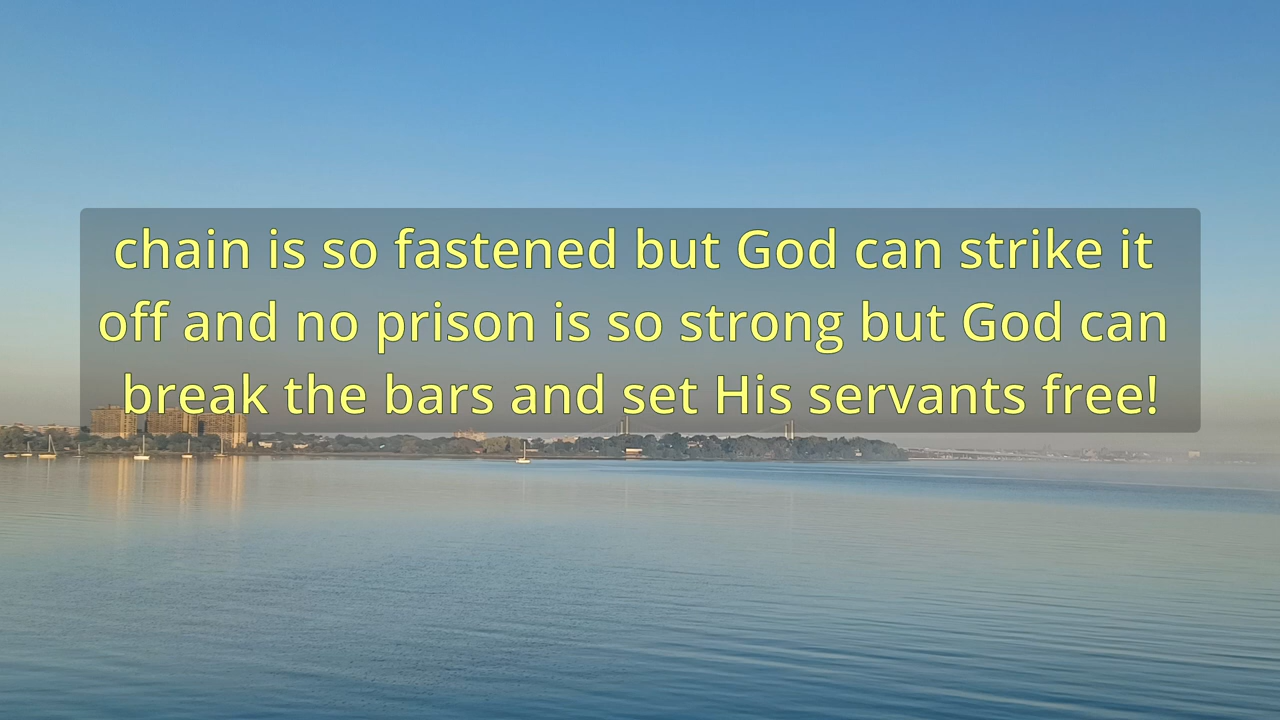 chain is so fastened but God can strike it
off and no prison is so strong but God can
break the bars and set His servants free!